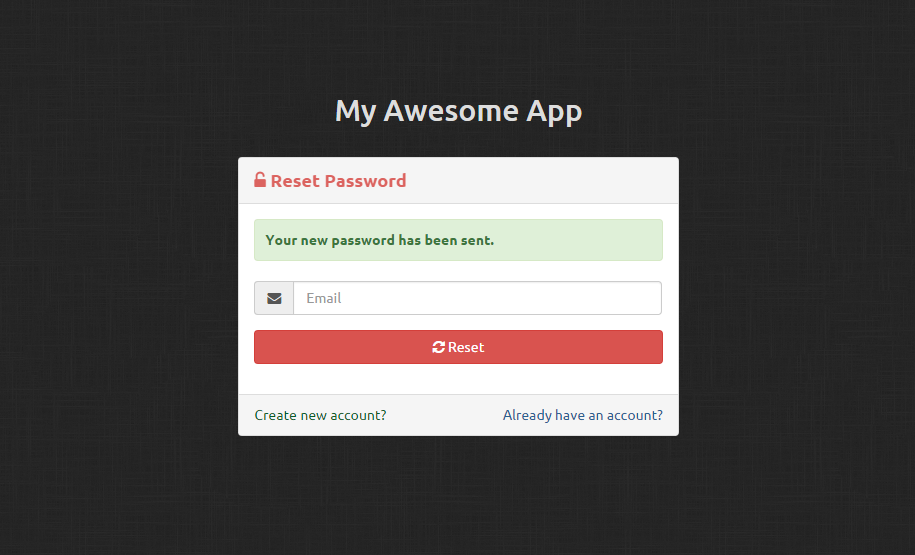 My Awesome App
Reset Password
Your new password has been sent.
Email
Reset
Create new account? Already have an account?